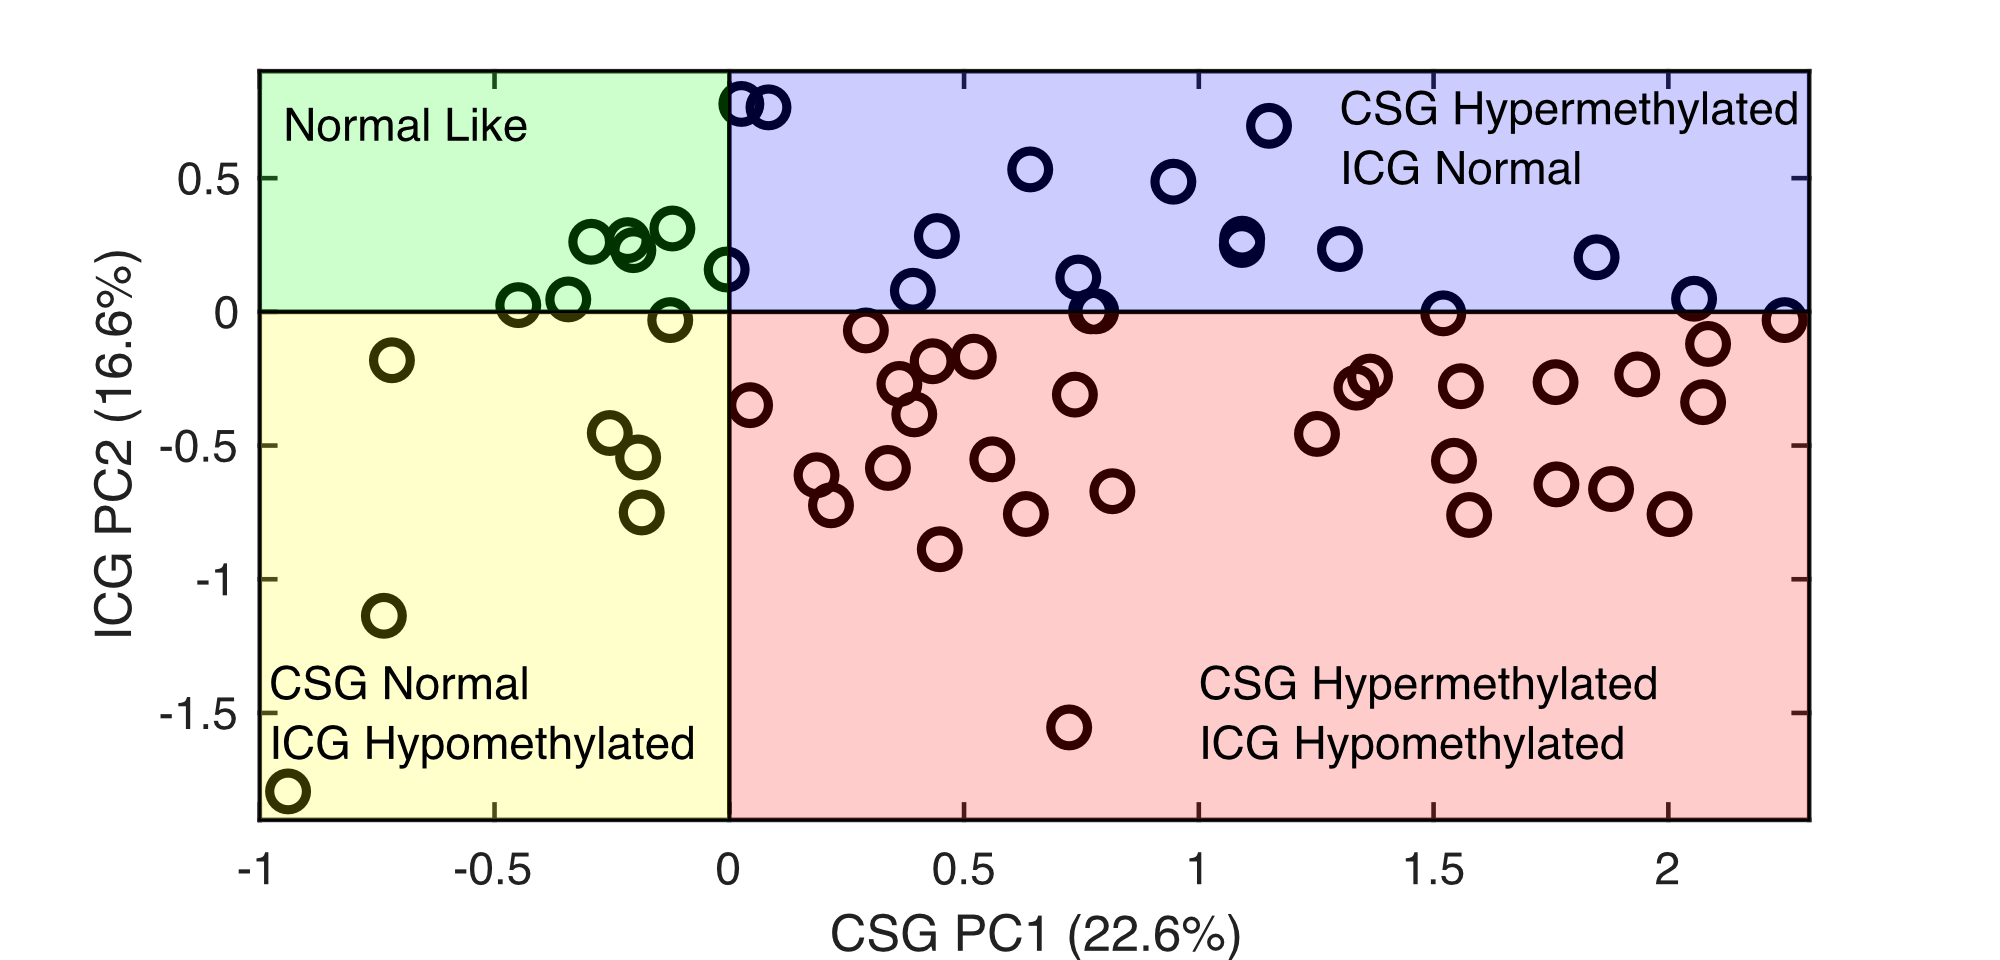 Normal Like
CSG Hypermethylated
ICG Normal
0.5
0
-0.5
-1
-1.5
ICG PC2 (16.6%)
CSG Normal
ICG Hypomethylated
CSG Hypermethylated
ICG Hypomethylated
-1
-0.5
0
0.5
1
1.5
2
CSG PC1 (22.6%)